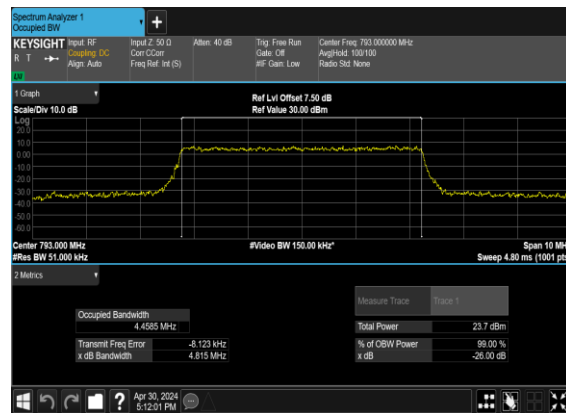 Spectrum Analyzer 1
Occupied BW
KEYSIGHT
R T
LU
Input: RF
Coupling: DC
Align: Auto
Input Z: 50 Ω
Corr CCorr
Freq Ref: Int (S)
Atten: 40 dB
Trig: Free Run
Gate: Off
#IF Gain: Low
Center Freq: 793.000000 MHz
Avg|Hold: 100/100
Radio Std: None
1 Graph
Scale/Div 10.0 dB
Ref Lvl Offset 7.50 dB
Ref Value 30.00 dBm
Log
20.0
10.0
0.00
-10.0
-20.0
-30.0
-40.0
-50.0
-60.0
Center 793.000 MHz
#Res BW 51.000 kHz
#Video BW 150.00 kHz*
Span 10 MH
Sweep 4.80 ms (1001 pts
2 Metrics
Measure Trace Trace 1
Occupied Bandwidth
4.4585 MHz
Total Power 23.7 dBm
Transmit Freq Error -8.123 kHz
% of OBW Power 99.00 %
x dB Bandwidth 4.815 MHz
x dB -26.00 dB
?
Apr 30, 2024
5:12:01 PM